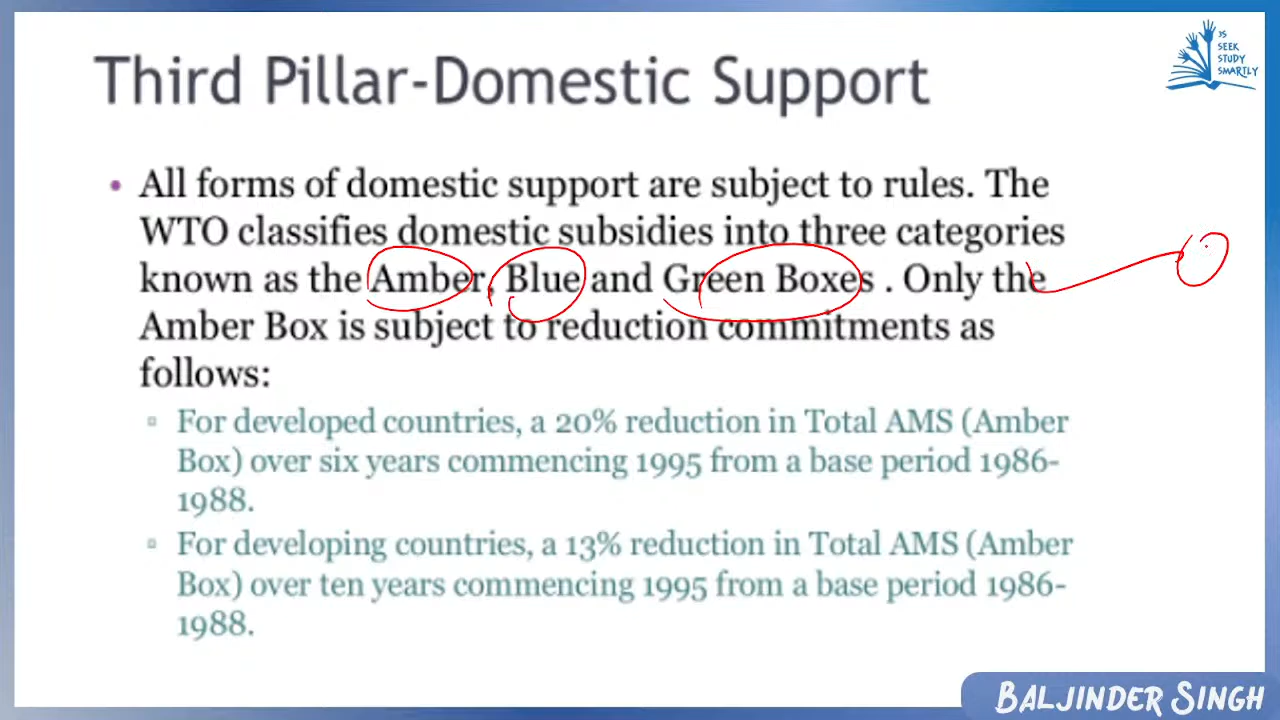 Third Pillar-Domestic Support
JS
SEEK
STUDY
SMARTLY
• All forms of domestic support are subject to rules. The
WTO classifies domestic subsidies into three categories
known as the Amber, Blue and Green Boxes . Only the
Amber Box is subject to reduction commitments as
follows:
▫ For developed countries, a 20% reduction in Total AMS (Amber
Box) over six years commencing 1995 from a base period 1986-
1988.
▫ For developing countries, a 13% reduction in Total AMS (Amber
Box) over ten years commencing 1995 from a base period 1986-
1988.
BALJINDER SINGH